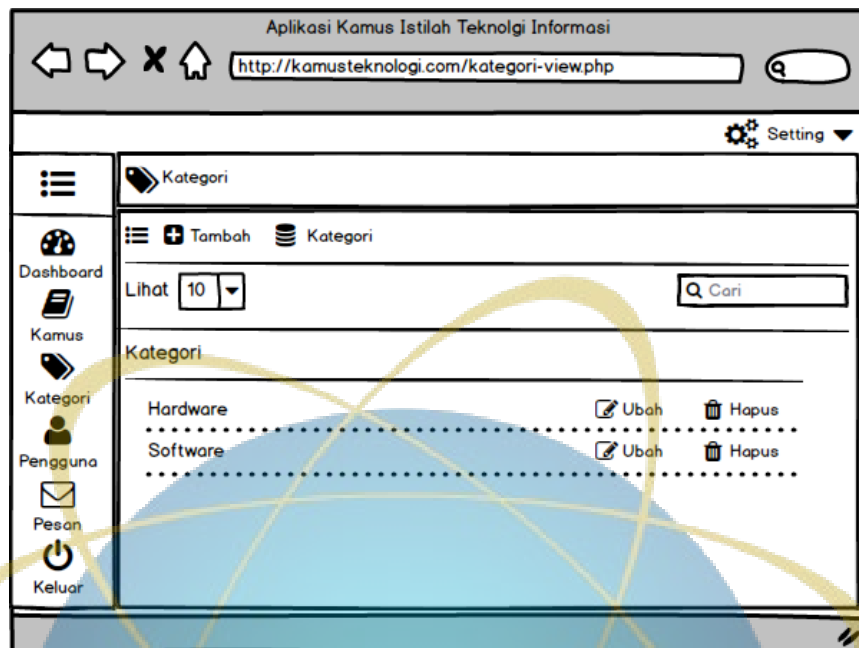 Aplikasi Kamus Istilah Teknolgi Informasi
http://kamusteknologi.com/kategori-view.php
Setting
Kategori
Dashboard
Kamus
Kategori
Pengguna
Pesan
Keluar
Tambah Kategori
Lihat 10 Cari
Kategori
Hardware Ubah Hapus
Software Ubah Hapus